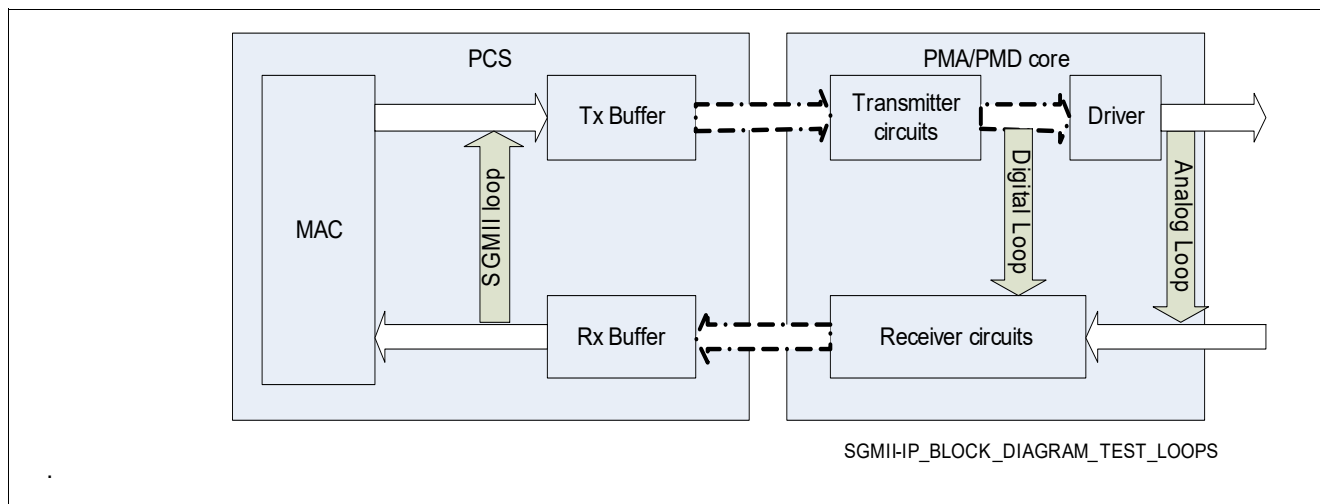 PCS
PMA/PMD core
MAC
Tx Buffer
Transmitter
circuits
Driver
SGMII loop
Digital Loop
Analog Loop
Rx Buffer
Receiver circuits
SGMII-IP_BLOCK_DIAGRAM_TEST_LOOPS
.